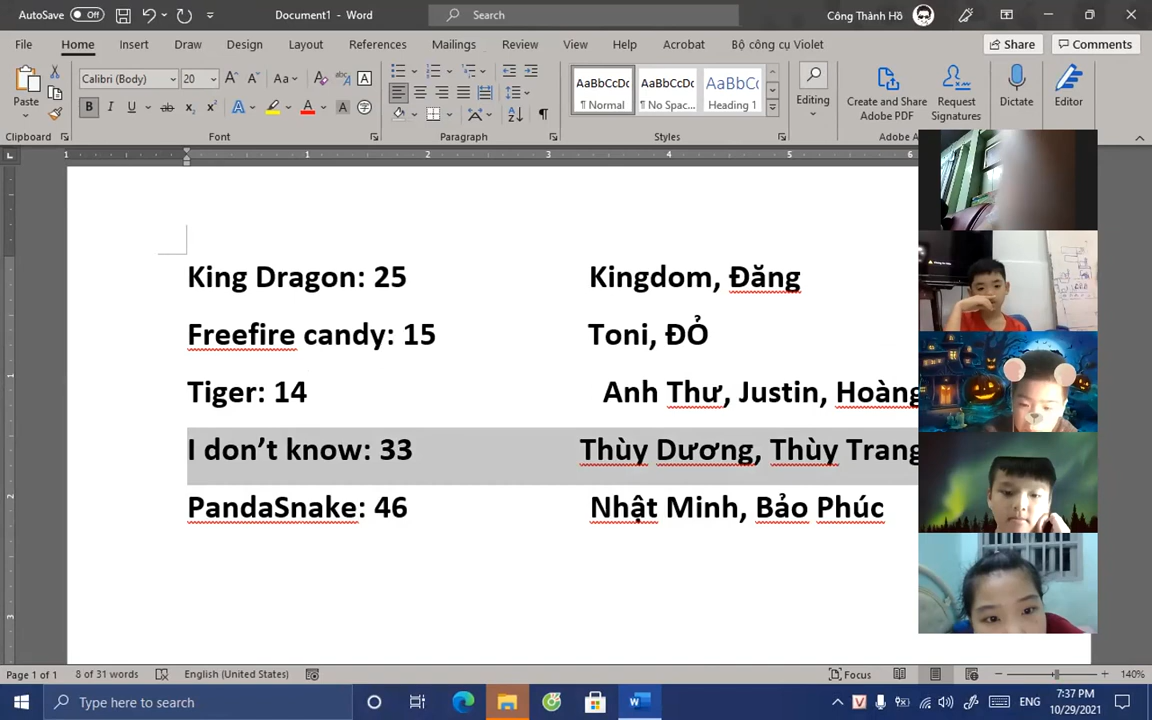 AutoSave Off Document1 - Word Search Công Thành Hồ
File Home Insert Draw Design Layout References Mailings Review View Help Acrobat Bộ công cụ Violet Share Comments
Paste Calibri (Body) 20 Aa AaBbCcDc AaBbCcDc AaBbCc Editing Create and Share Request Dictate Editor
¶ Normal ¶ No Spac... Heading 1 Adobe PDF Signatures
Clipboard Font Paragraph Styles Adobe A
King Dragon: 25 Kingdom, Đăng
Freefire candy: 15 Toni, ĐỎ
Tiger: 14 Anh Thư, Justin, Hoàng
I don’t know: 33 Thùy Dương, Thùy Trang
PandaSnake: 46 Nhật Minh, Bảo Phúc
Page 1 of 1 8 of 31 words English (United States) Focus 140%
Type here to search ENG 7:37 PM
10/29/2021